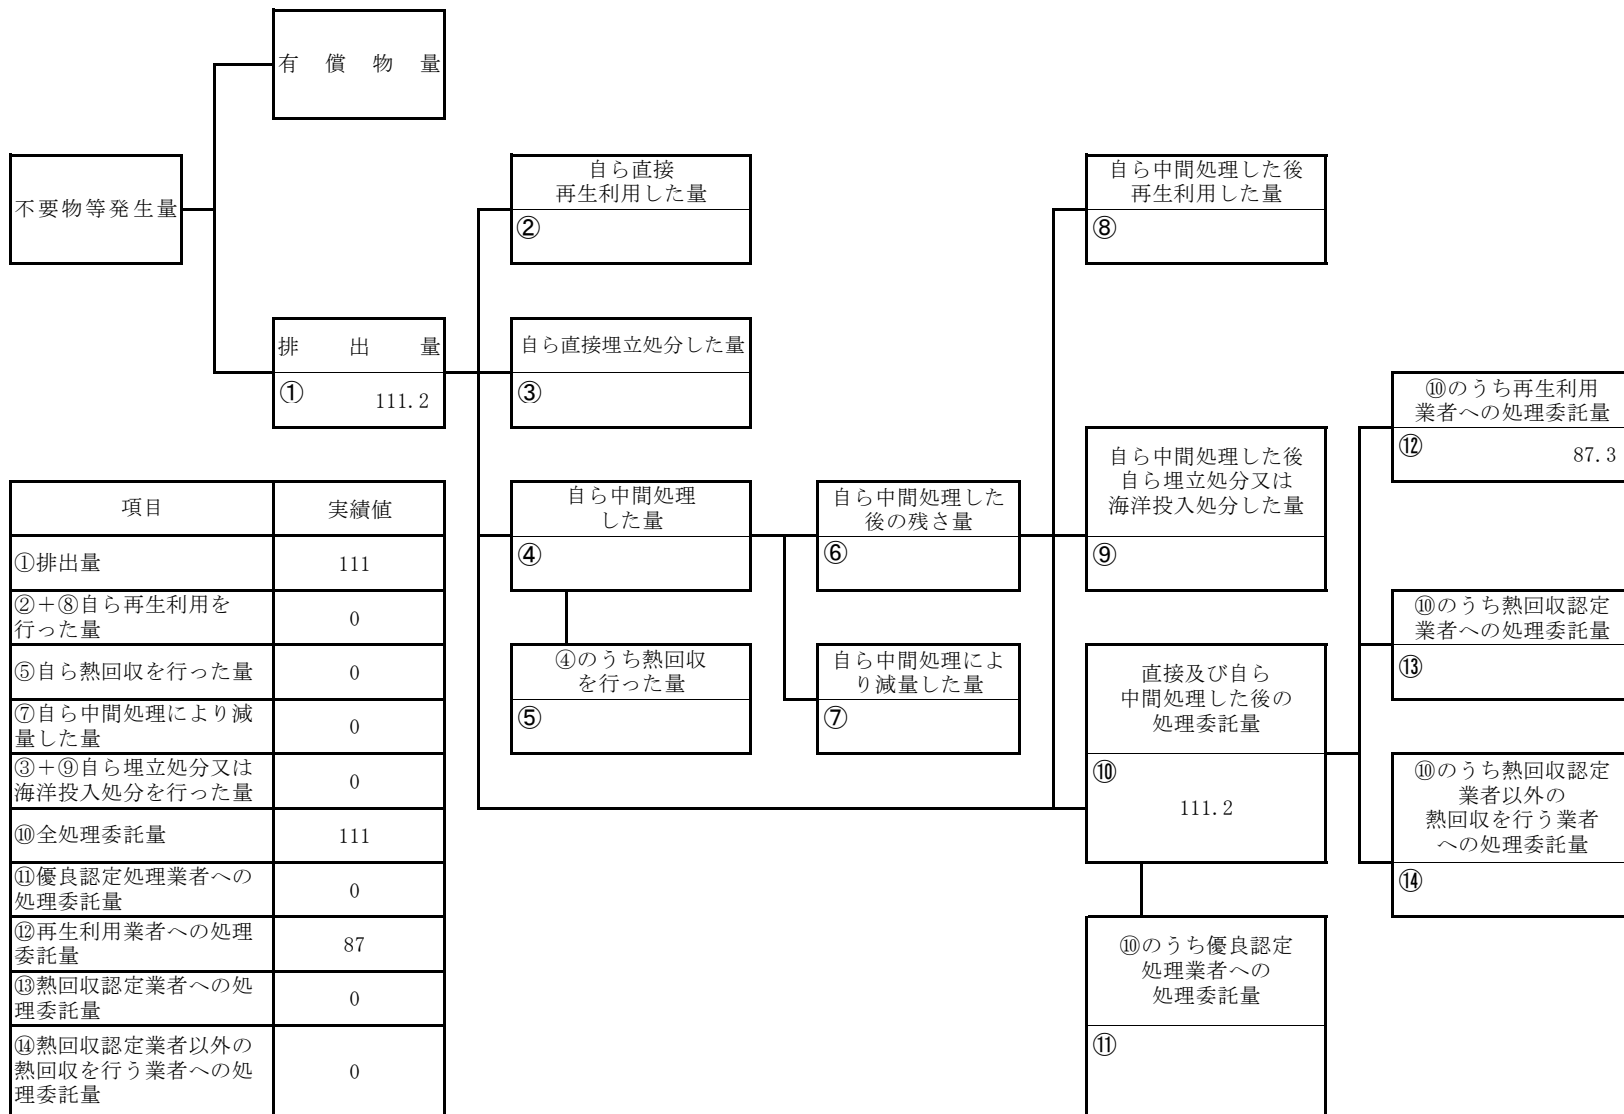 有償物量
不要物等発生量
排出量
① 111.2
自ら直接
再生利用した量
②
自ら直接埋立処分した量
③
自ら中間処理
した量
④
④のうち熱回収
を行った量
⑤
自ら中間処理した
後の残さ量
⑥
自ら中間処理によ
り減量した量
⑦
自ら中間処理した後
再生利用した量
⑧
自ら中間処理した後
自ら埋立処分又は
海洋投入処分した量
⑨
直接及び自ら
中間処理した後の
処理委託量
⑩
111.2
⑩のうち優良認定
処理業者への
処理委託量
⑪
⑩のうち再生利用
業者への処理委託量
⑫ 87.3
⑩のうち熱回収認定
業者への処理委託量
⑬
⑩のうち熱回収認定
業者以外の
熱回収を行う業者
への処理委託量
⑭
項目 実績値
①排出量 111
②＋⑧自ら再生利用を
行った量 0
⑤自ら熱回収を行った量 0
⑦自ら中間処理により減
量した量 0
③＋⑨自ら埋立処分又は
海洋投入処分を行った量 0
⑩全処理委託量 111
⑪優良認定処理業者への
処理委託量 0
⑫再生利用業者への処理
委託量 87
⑬熱回収認定業者への処
理委託量 0
⑭熱回収認定業者以外の
熱回収を行う業者への処
理委託量 0